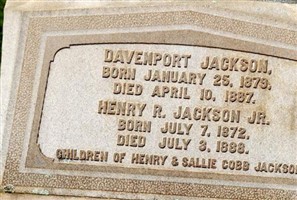 DAVENPORT JACKSON,
BORN JANUARY 25, 1879,
DIED APRIL 10, 1887.
HENRY R. JACKSON JR.
BORN JULY 7, 1872,
DIED JULY 3, 1888.
CHILDREN OF HENRY & SALLIE COBB JACKSON